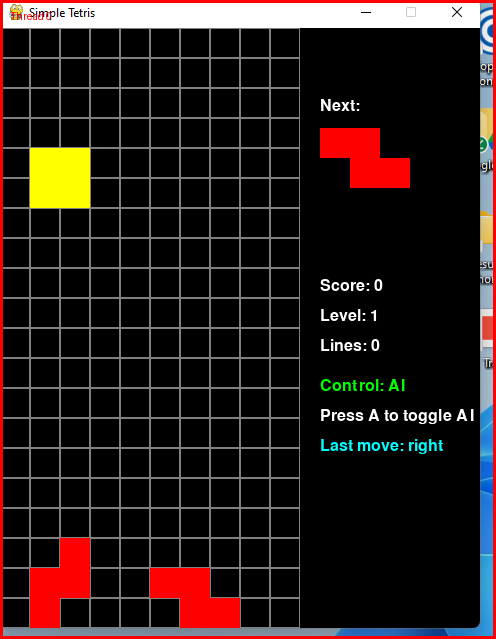 Simple Tetris
Next:
Score: 0
Level: 1
Lines: 0
Control: AI
Press A to toggle AI
Last move: right